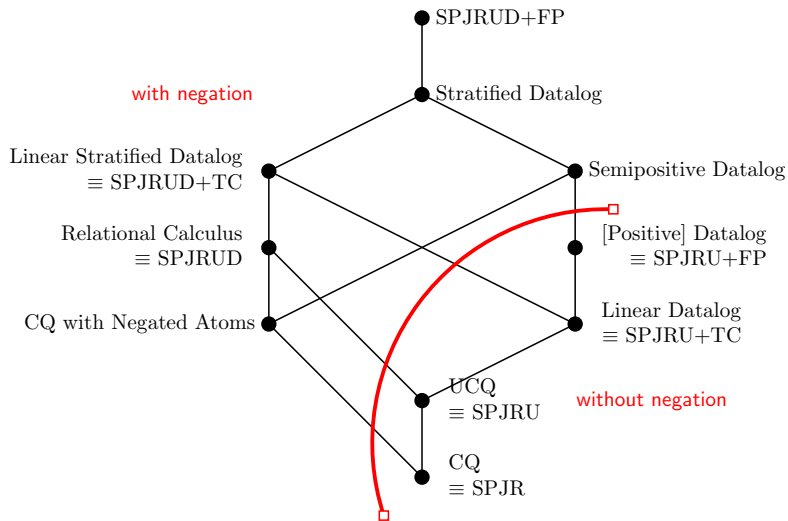 SPJRUD+FP
with negation
Stratified Datalog
Linear Stratified Datalog
≡ SPJRUD+TC
Semipositive Datalog
Relational Calculus
≡ SPJRUD
[Positive] Datalog
≡ SPJRU+FP
CQ with Negated Atoms
Linear Datalog
≡ SPJRU+TC
UCQ
≡ SPJRU
without negation
CQ
≡ SPJR